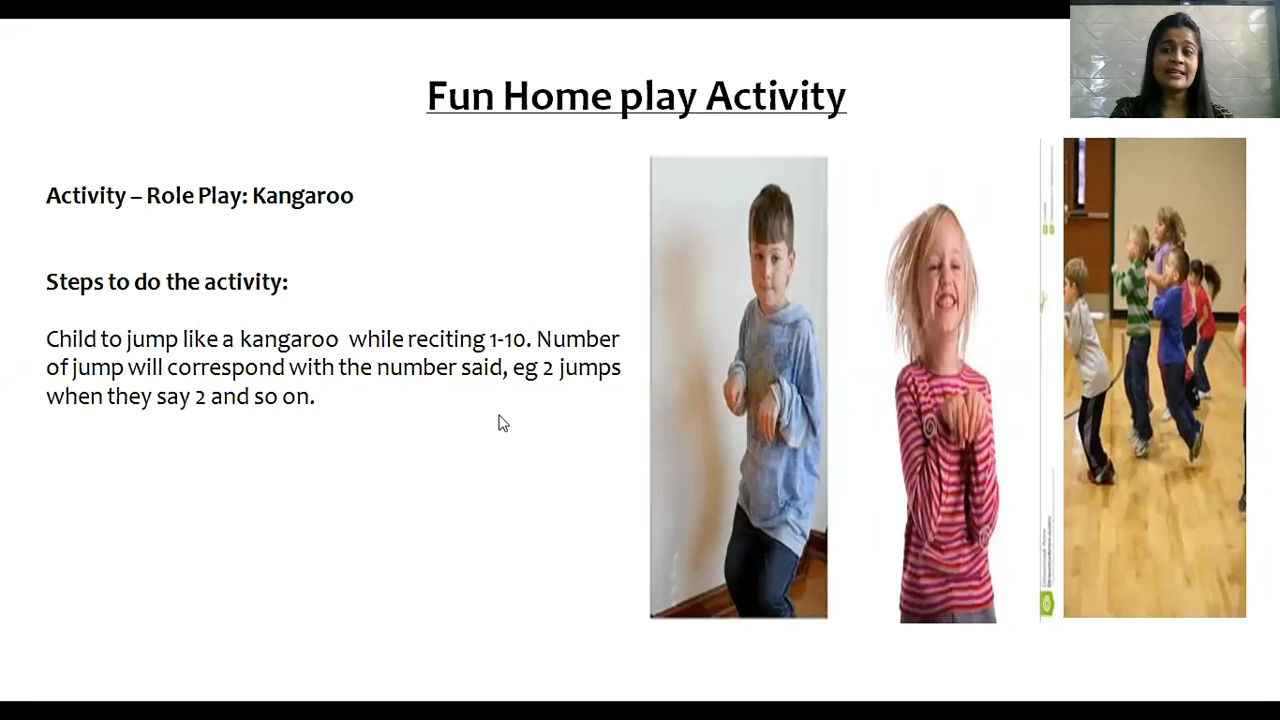 Fun Home play Activity
Activity – Role Play: Kangaroo
Steps to do the activity:
Child to jump like a kangaroo  while reciting 1-10. Number
of jump will correspond with the number said, eg 2 jumps
when they say 2 and so on.